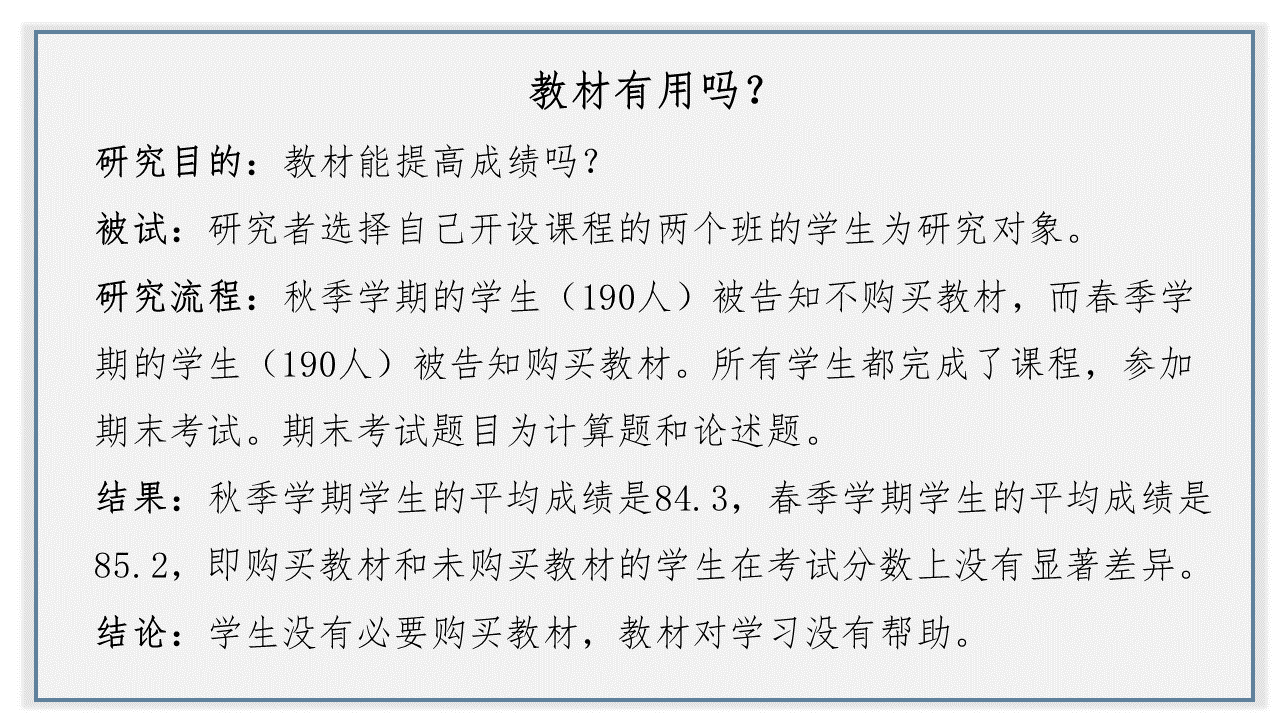 教材有用吗？
研究目的：教材能提高成绩吗？
被试：研究者选择自己开设课程的两个班的学生为研究对象。
研究流程：秋季学期的学生（190人）被告知不购买教材，而春季学
期的学生（190人）被告知购买教材。所有学生都完成了课程，参加
期末考试。期末考试题目为计算题和论述题。
结果：秋季学期学生的平均成绩是84.3，春季学期学生的平均成绩是
85.2，即购买教材和未购买教材的学生在考试分数上没有显著差异。
结论：学生没有必要购买教材，教材对学习没有帮助。